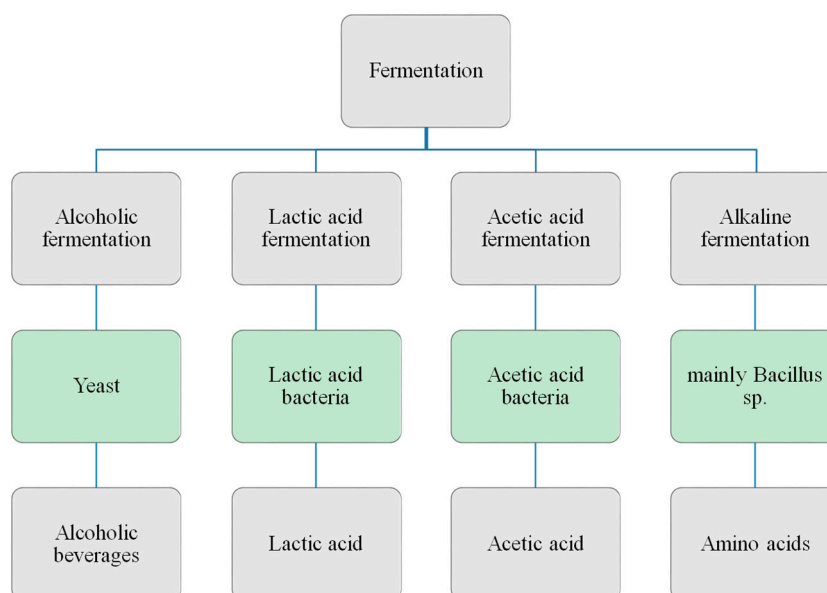 Fermentation
Alcoholic
fermentation
Lactic acid
fermentation
Acetic acid
fermentation
Alkaline
fermentation
Yeast
Lactic acid
bacteria
Acetic acid
bacteria
mainly Bacillus
sp.
Alcoholic
beverages
Lactic acid
Acetic acid
Amino acids